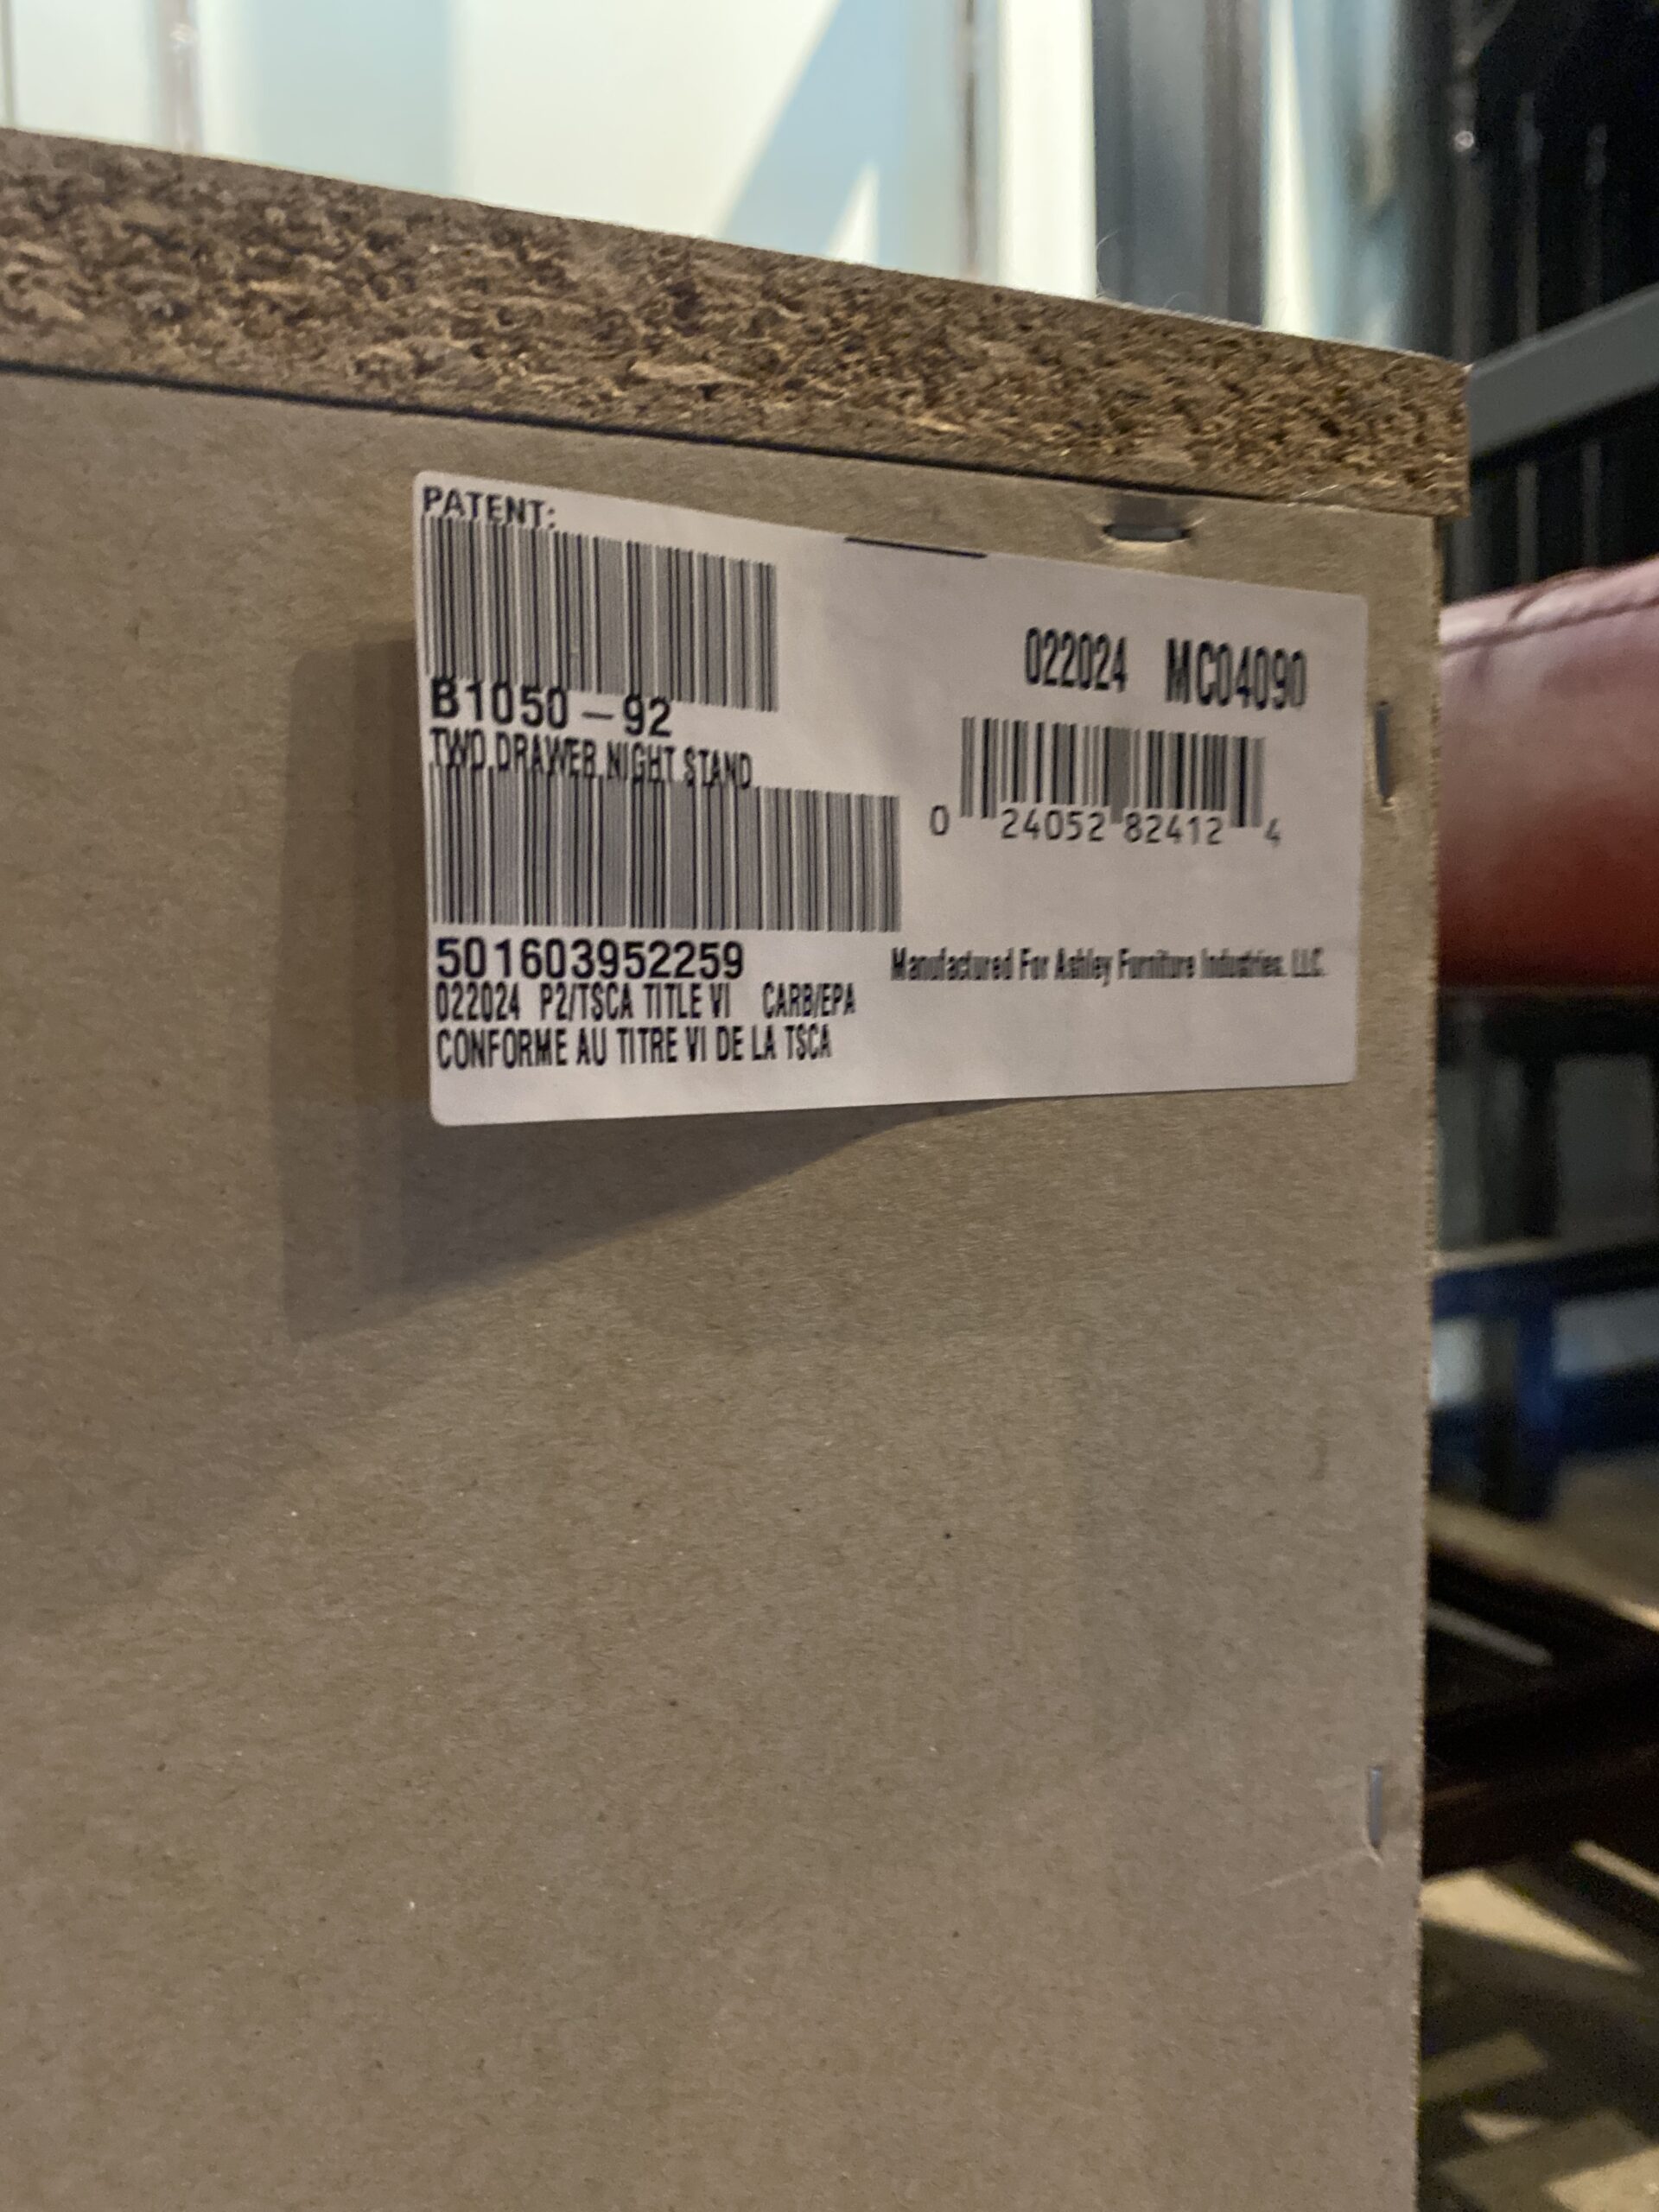 PATENT:
B1050-92
TWO DRAWER NIGHT STAND
501603952259
022024 P2/TSCA TITLE VI CARB/EPA
CONFORME AU TITRE VI DE LA TSCA
022024 MC04090
0 24052 82412 4
Manufactured For Ashley Furniture Industries, LLC.